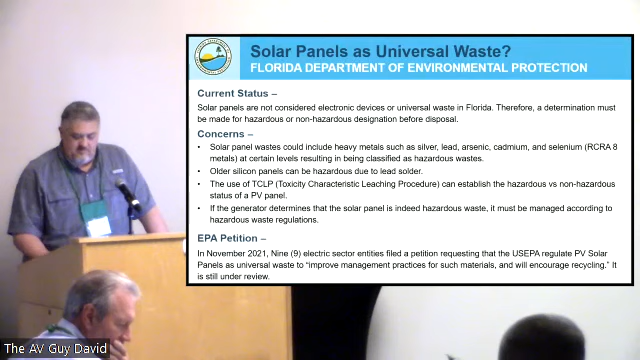 Solar Panels as Universal Waste?
FLORIDA DEPARTMENT OF ENVIRONMENTAL PROTECTION
Current Status –
Solar panels are not considered electronic devices or universal waste in Florida. Therefore, a determination must
be made for hazardous or non-hazardous designation before disposal.
Concerns –
• Solar panel wastes could include heavy metals such as silver, lead, arsenic, cadmium, and selenium (RCRA 8
metals) at certain levels resulting in being classified as hazardous wastes.
• Older silicon panels can be hazardous due to lead solder.
• The use of TCLP (Toxicity Characteristic Leaching Procedure) can establish the hazardous vs non-hazardous
status of a PV panel.
• If the generator determines that the solar panel is indeed hazardous waste, it must be managed according to
hazardous waste regulations.
EPA Petition –
In November 2021, Nine (9) electric sector entities filed a petition requesting that the USEPA regulate PV Solar
Panels as universal waste to “improve management practices for such materials, and will encourage recycling.” It
is still under review.
The AV Guy David